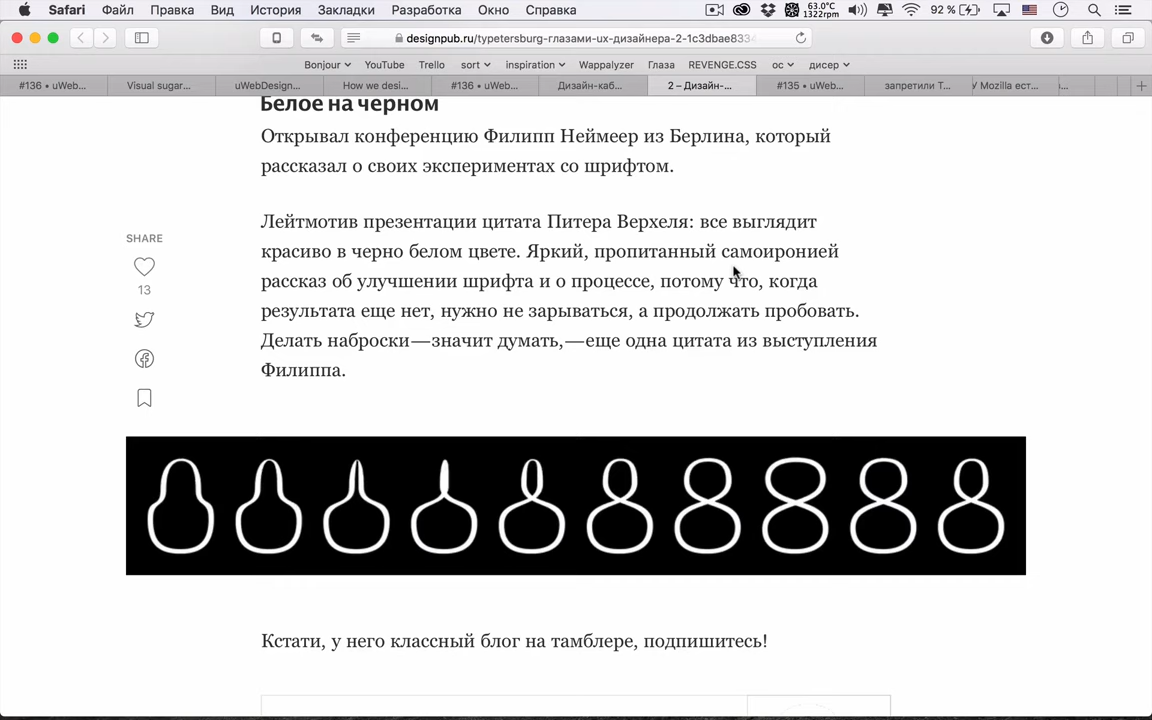 Safari Файл Правка Вид История Закладки Разработка Окно Справка 63.0°C 1322rpm 92 %
designpub.ru/typetersburg-глазами-ux-дизайнера-2-1c3dbae8334
Bonjour YouTube Trello sort inspiration Wappalyzer Глаза REVENGE.CSS ос дисер
#136 • uWeb... Visual sugar... uWebDesign... How we desi... #136 • uWeb... Дизайн-каб... 2 – Дизайн-... #135 • uWeb... запретили Т... У Mozilla ест...
Белое на черном
Открывал конференцию Филипп Неймеер из Берлина, который
рассказал о своих экспериментах со шрифтом.
Лейтмотив презентации цитата Питера Верхеля: все выглядит
красиво в черно белом цвете. Яркий, пропитанный самоиронией
рассказ об улучшении шрифта и о процессе, потому что, когда
результата еще нет, нужно не зарываться, а продолжать пробовать.
Делать наброски — значит думать, — еще одна цитата из выступления
Филиппа.
SHARE
13
Кстати, у него классный блог на тамблере, подпишитесь!